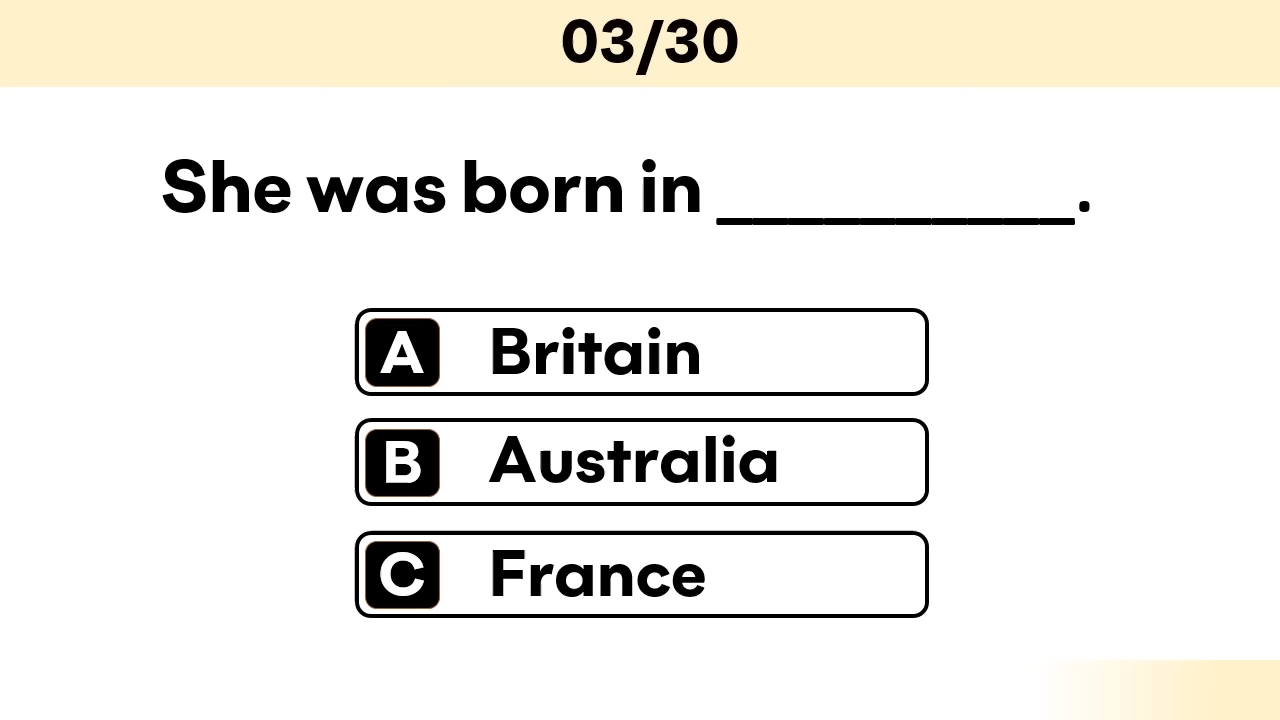 03/30
She was born in __________.
A Britain
B Australia
C France